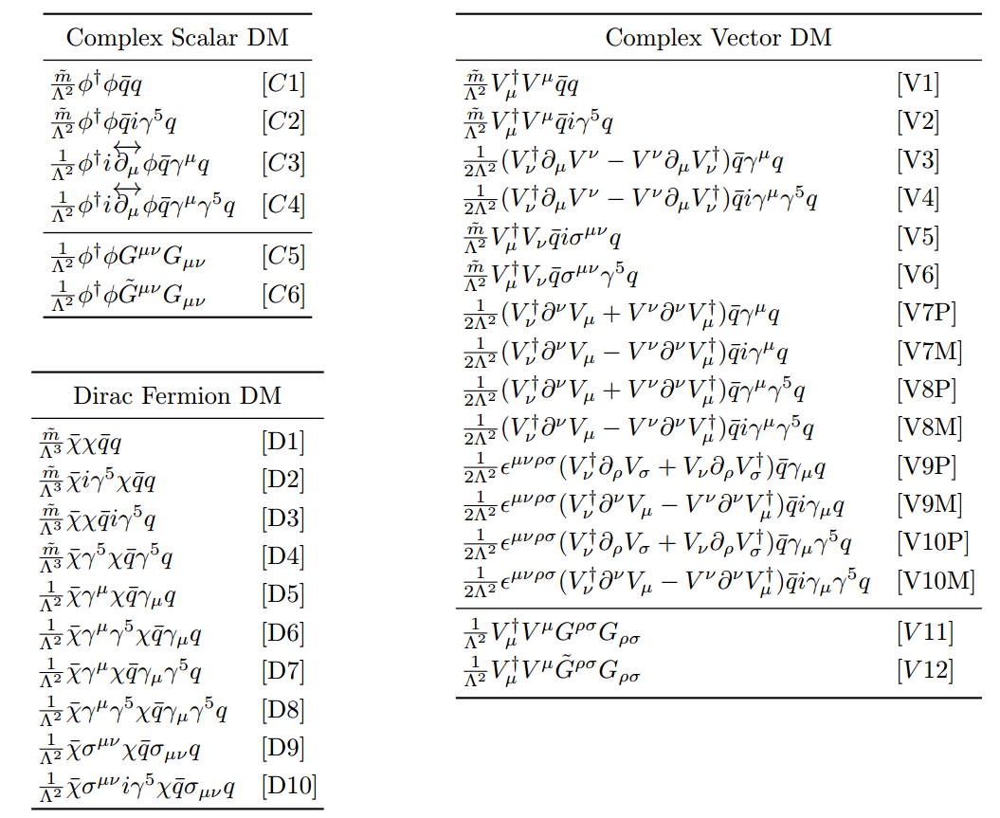 Complex Scalar DM
$\frac{\tilde{m}}{\Lambda^2}\phi^\dagger\phi\bar{q}q$ [C1]
$\frac{\tilde{m}}{\Lambda^2}\phi^\dagger\phi\bar{q}i\gamma^5q$ [C2]
$\frac{1}{\Lambda^2}\phi^\dagger i\overleftrightarrow{\partial_\mu}\phi\bar{q}\gamma^\mu q$ [C3]
$\frac{1}{\Lambda^2}\phi^\dagger i\overleftrightarrow{\partial_\mu}\phi\bar{q}\gamma^\mu\gamma^5q$ [C4]
$\frac{1}{\Lambda^2}\phi^\dagger\phi G^{\mu\nu}G_{\mu\nu}$ [C5]
$\frac{1}{\Lambda^2}\phi^\dagger\phi\tilde{G}^{\mu\nu}G_{\mu\nu}$ [C6]
Dirac Fermion DM
$\frac{\tilde{m}}{\Lambda^3}\bar{\chi}\chi\bar{q}q$ [D1]
$\frac{\tilde{m}}{\Lambda^3}\bar{\chi}i\gamma^5\chi\bar{q}q$ [D2]
$\frac{\tilde{m}}{\Lambda^3}\bar{\chi}\chi\bar{q}i\gamma^5q$ [D3]
$\frac{\tilde{m}}{\Lambda^3}\bar{\chi}\gamma^5\chi\bar{q}\gamma^5q$ [D4]
$\frac{1}{\Lambda^2}\bar{\chi}\gamma^\mu\chi\bar{q}\gamma_\mu q$ [D5]
$\frac{1}{\Lambda^2}\bar{\chi}\gamma^\mu\gamma^5\chi\bar{q}\gamma_\mu q$ [D6]
$\frac{1}{\Lambda^2}\bar{\chi}\gamma^\mu\chi\bar{q}\gamma_\mu\gamma^5q$ [D7]
$\frac{1}{\Lambda^2}\bar{\chi}\gamma^\mu\gamma^5\chi\bar{q}\gamma_\mu\gamma^5q$ [D8]
$\frac{1}{\Lambda^2}\bar{\chi}\sigma^{\mu\nu}\chi\bar{q}\sigma_{\mu\nu}q$ [D9]
$\frac{1}{\Lambda^2}\bar{\chi}\sigma^{\mu\nu}i\gamma^5\chi\bar{q}\sigma_{\mu\nu}q$ [D10]
Complex Vector DM
$\frac{\tilde{m}}{\Lambda^2}V_\mu^\dagger V^\mu\bar{q}q$ [V1]
$\frac{\tilde{m}}{\Lambda^2}V_\mu^\dagger V^\mu\bar{q}i\gamma^5q$ [V2]
$\frac{1}{2\Lambda^2}(V_\nu^\dagger\partial_\mu V^\nu - V^\nu\partial_\mu V_\nu^\dagger)\bar{q}\gamma^\mu q$ [V3]
$\frac{1}{2\Lambda^2}(V_\nu^\dagger\partial_\mu V^\nu - V^\nu\partial_\mu V_\nu^\dagger)\bar{q}i\gamma^\mu\gamma^5q$ [V4]
$\frac{\tilde{m}}{\Lambda^2}V_\mu^\dagger V_\nu\bar{q}i\sigma^{\mu\nu}q$ [V5]
$\frac{\tilde{m}}{\Lambda^2}V_\mu^\dagger V_\nu\bar{q}\sigma^{\mu\nu}\gamma^5q$ [V6]
$\frac{1}{2\Lambda^2}(V_\nu^\dagger\partial^\nu V_\mu + V^\nu\partial^\nu V_\mu^\dagger)\bar{q}\gamma^\mu q$ [V7P]
$\frac{1}{2\Lambda^2}(V_\nu^\dagger\partial^\nu V_\mu - V^\nu\partial^\nu V_\mu^\dagger)\bar{q}i\gamma^\mu q$ [V7M]
$\frac{1}{2\Lambda^2}(V_\nu^\dagger\partial^\nu V_\mu + V^\nu\partial^\nu V_\mu^\dagger)\bar{q}\gamma^\mu\gamma^5q$ [V8P]
$\frac{1}{2\Lambda^2}(V_\nu^\dagger\partial^\nu V_\mu - V^\nu\partial^\nu V_\mu^\dagger)\bar{q}i\gamma^\mu\gamma^5q$ [V8M]
$\frac{1}{2\Lambda^2}\epsilon^{\mu\nu\rho\sigma}(V_\nu^\dagger\partial_\rho V_\sigma + V_\nu\partial_\rho V_\sigma^\dagger)\bar{q}\gamma_\mu q$ [V9P]
$\frac{1}{2\Lambda^2}\epsilon^{\mu\nu\rho\sigma}(V_\nu^\dagger\partial^\nu V_\mu - V^\nu\partial^\nu V_\mu^\dagger)\bar{q}i\gamma_\mu q$ [V9M]
$\frac{1}{2\Lambda^2}\epsilon^{\mu\nu\rho\sigma}(V_\nu^\dagger\partial_\rho V_\sigma + V_\nu\partial_\rho V_\sigma^\dagger)\bar{q}\gamma_\mu\gamma^5q$ [V10P]
$\frac{1}{2\Lambda^2}\epsilon^{\mu\nu\rho\sigma}(V_\nu^\dagger\partial^\nu V_\mu - V^\nu\partial^\nu V_\mu^\dagger)\bar{q}i\gamma_\mu\gamma^5q$ [V10M]
$\frac{1}{\Lambda^2}V_\mu^\dagger V^\mu G^{\rho\sigma}G_{\rho\sigma}$ [V11]
$\frac{1}{\Lambda^2}V_\mu^\dagger V^\mu\tilde{G}^{\rho\sigma}G_{\rho\sigma}$ [V12]